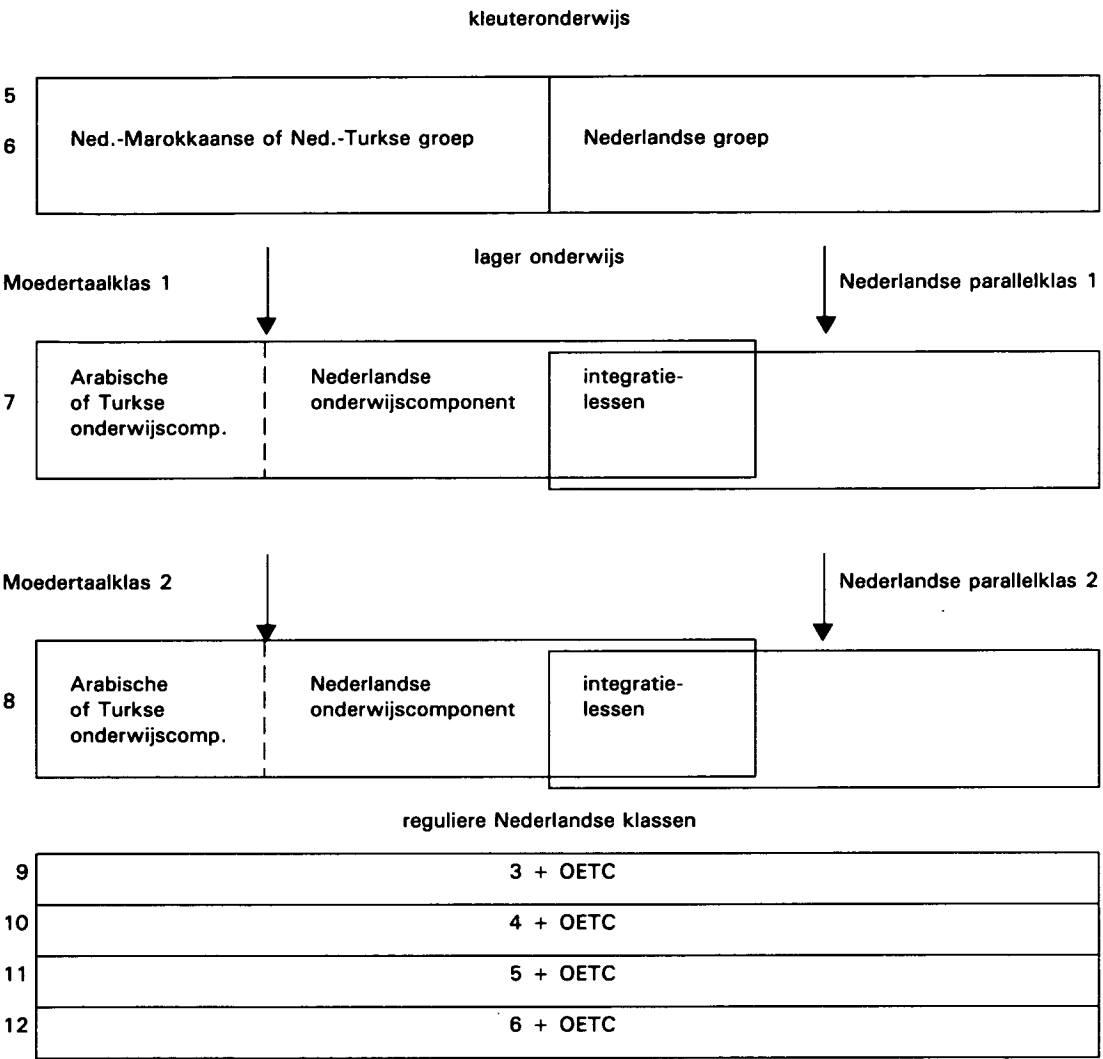 kleuteronderwijs
5
6
Ned.-Marokkaanse of Ned.-Turkse groep
Nederlandse groep
lager onderwijs
Moedertaalklas 1
Nederlandse parallelklas 1
7
Arabische
of Turkse
onderwijscomp.
Nederlandse
onderwijscomponent
integratie-
lessen
Moedertaalklas 2
Nederlandse parallelklas 2
8
Arabische
of Turkse
onderwijscomp.
Nederlandse
onderwijscomponent
integratie-
lessen
reguliere Nederlandse klassen
9
3 + OETC
10
4 + OETC
11
5 + OETC
12
6 + OETC